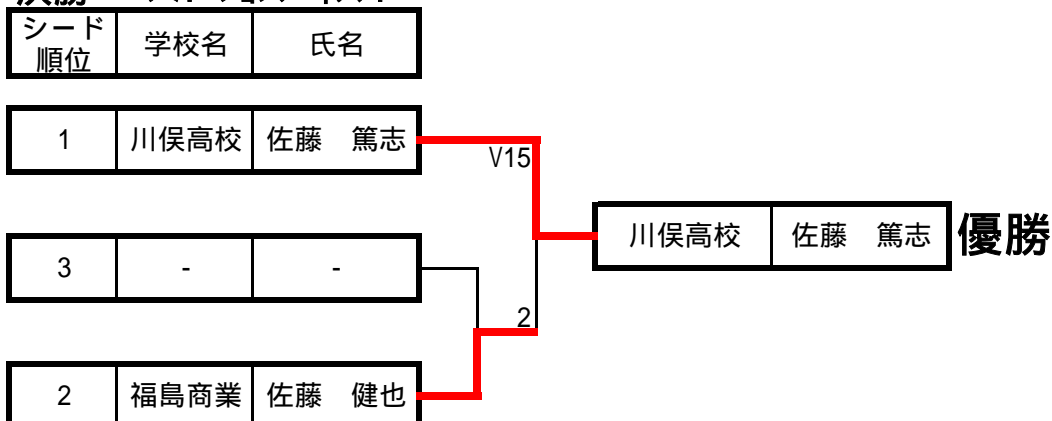 シード 順位 学校名 氏名
1 川俣高校 佐藤 篤志
V15
川俣高校 佐藤 篤志 優勝
3 - -
2
2 福島商業 佐藤 健也